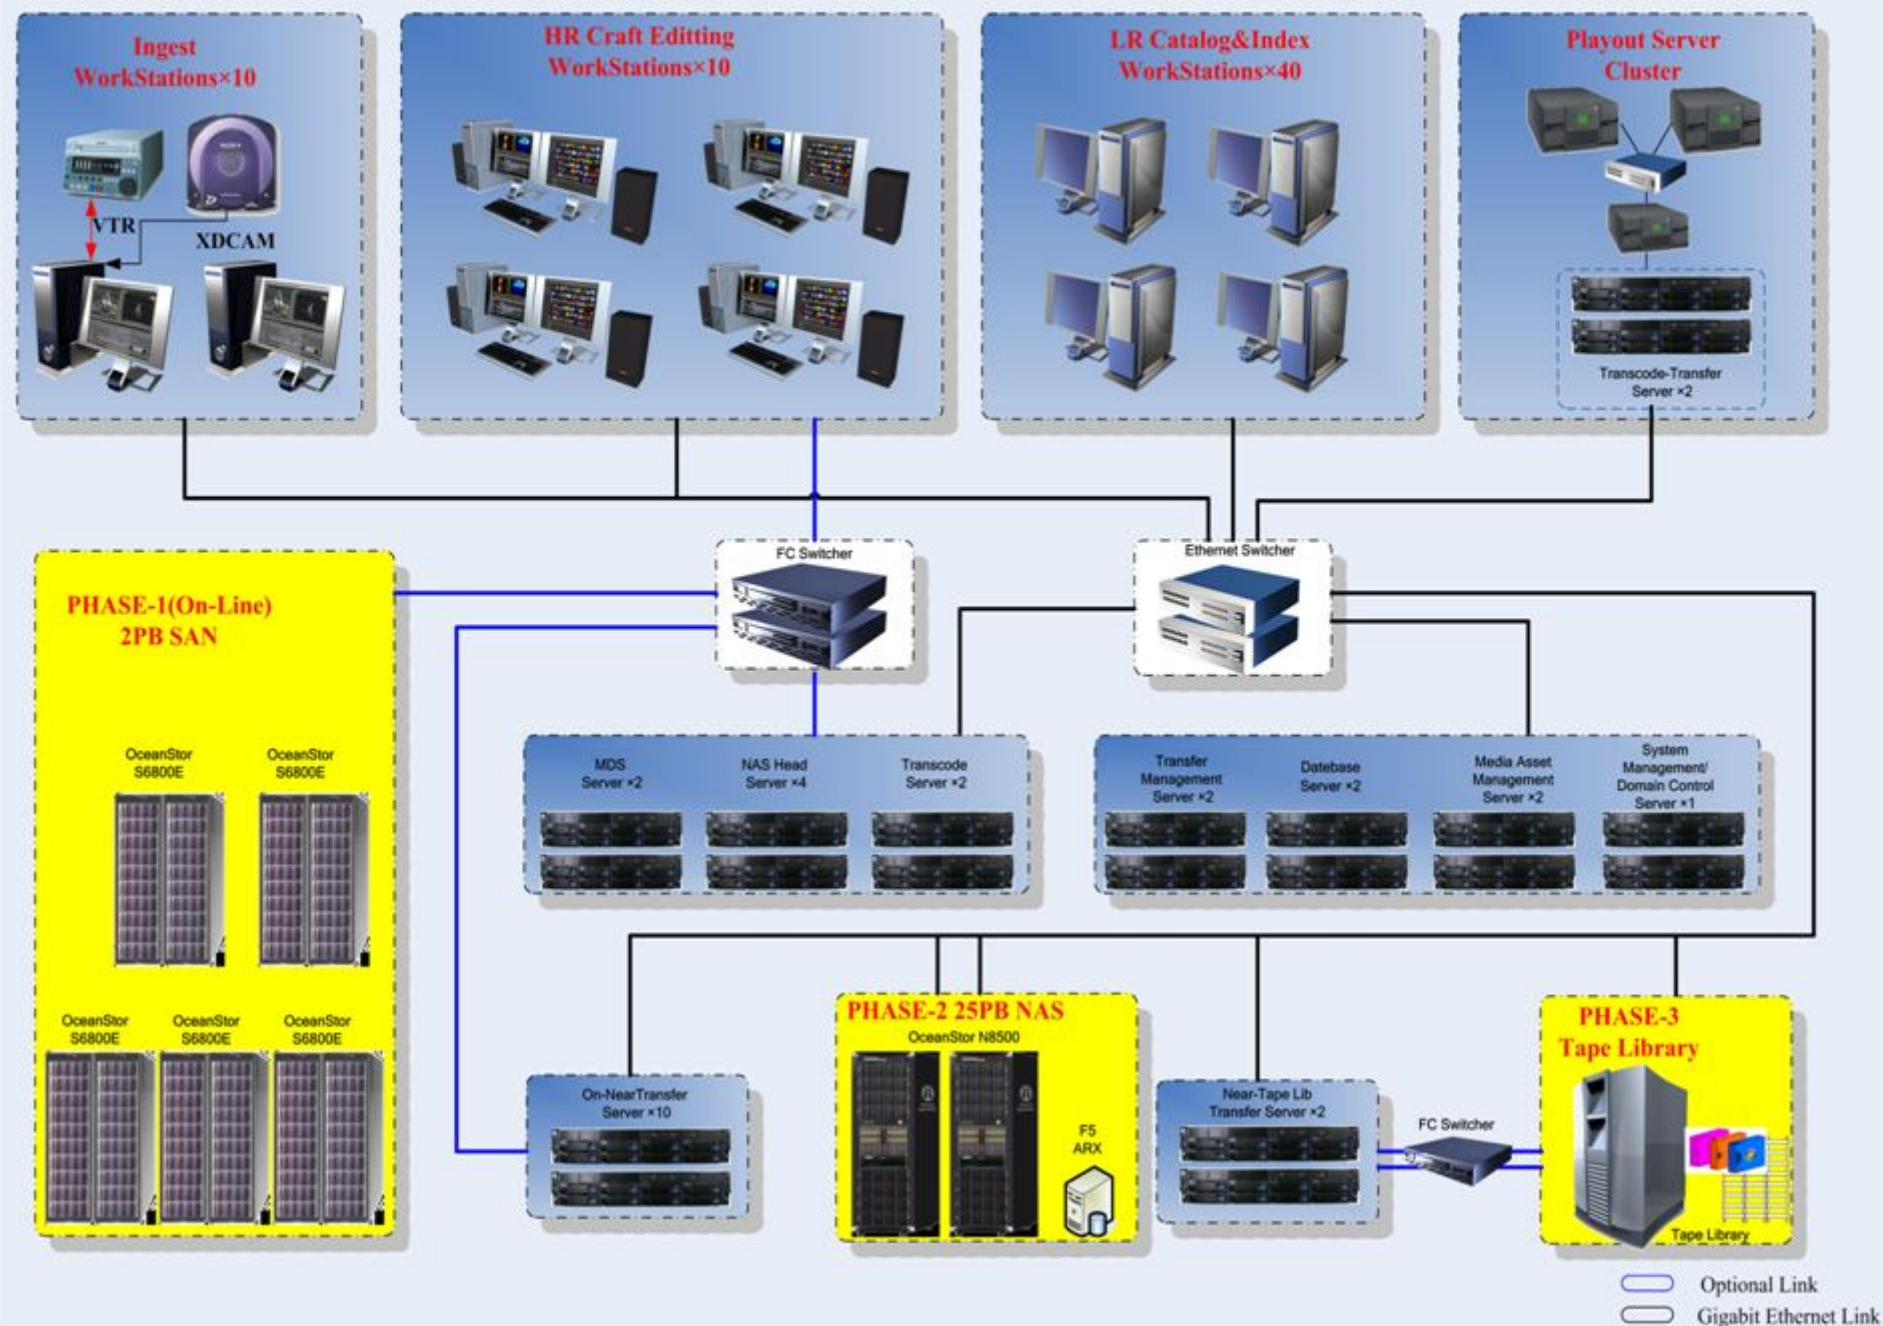 Ingest
WorkStations×10
VTR
XDCAM
HR Craft Editting
WorkStations×10
LR Catalog&Index
WorkStations×40
Playout Server
Cluster
Transcode-Transfer
Server ×2
FC Switcher
Ethernet Switcher
PHASE-1(On-Line)
2PB SAN
OceanStor
S6800E
OceanStor
S6800E
OceanStor
S6800E
OceanStor
S6800E
OceanStor
S6800E
MDS
Server ×2
NAS Head
Server ×4
Transcode
Server ×2
Transfer
Management
Server ×2
Datebase
Server ×2
Media Asset
Management
Server ×2
System
Management/
Domain Control
Server ×1
On-NearTransfer
Server ×10
PHASE-2 25PB NAS
OceanStor N8500
F5
ARX
Near-Tape Lib
Transfer Server ×2
FC Switcher
PHASE-3
Tape Library
Tape Library
Optional Link
Gigabit Ethernet Link